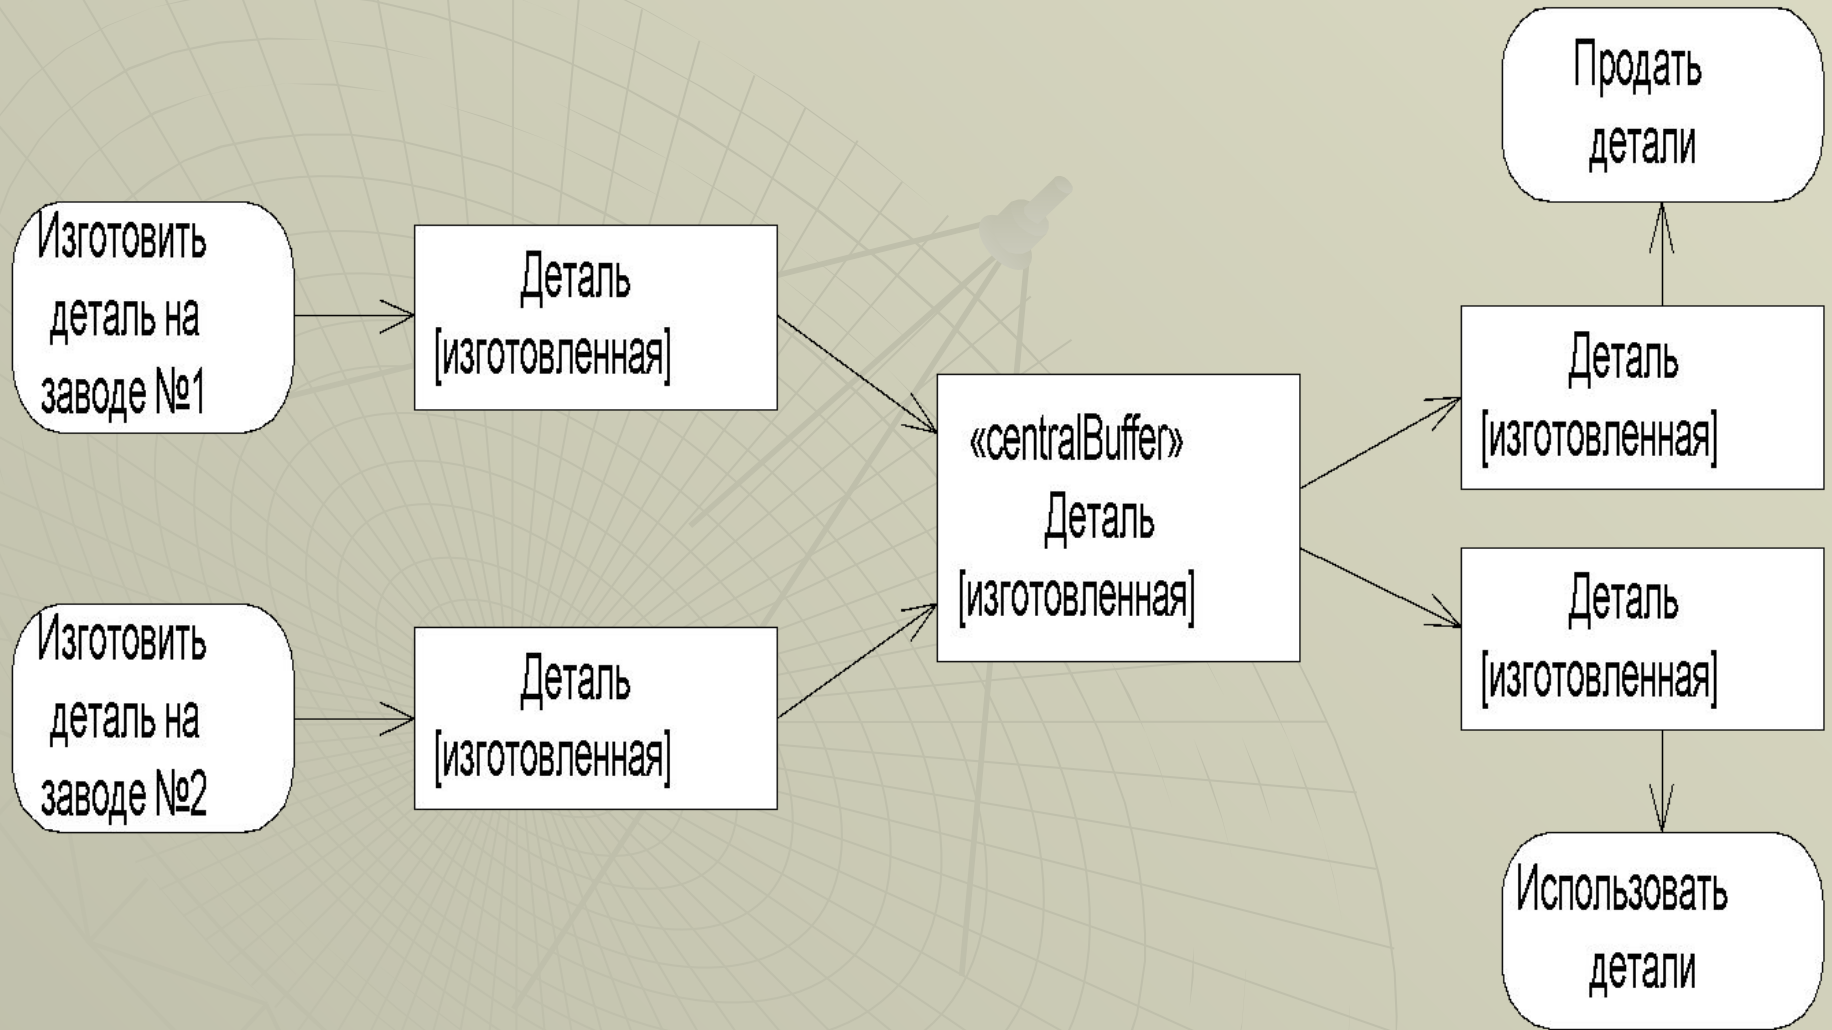 Изготовить
деталь на
заводе №1
Деталь
[изготовленная]
Изготовить
деталь на
заводе №2
Деталь
[изготовленная]
«centralBuffer»
Деталь
[изготовленная]
Продать
детали
Деталь
[изготовленная]
Деталь
[изготовленная]
Использовать
детали